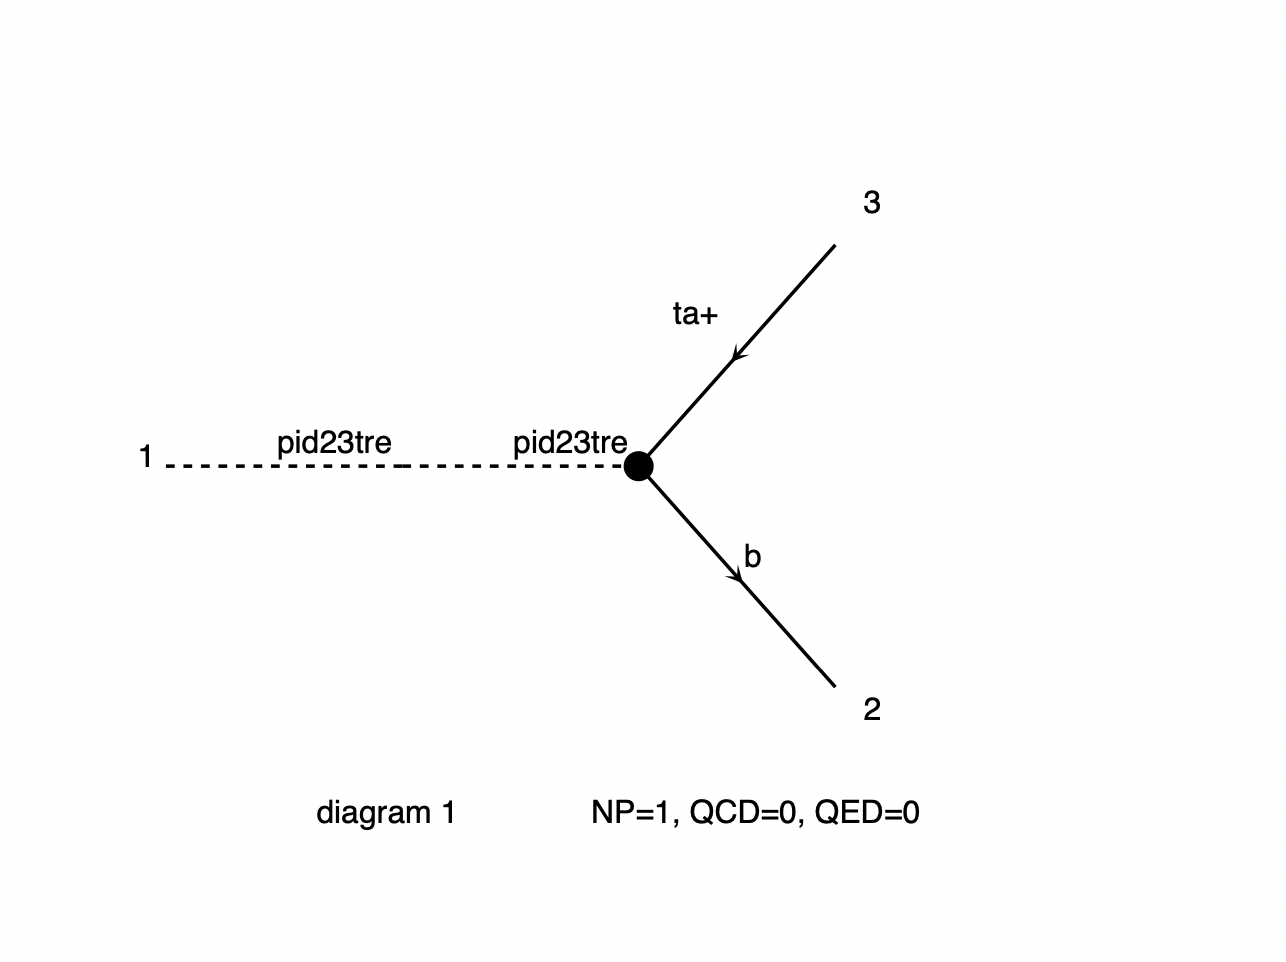 3
ta+
1 pid23tre pid23tre
b
2
diagram 1 NP=1, QCD=0, QED=0